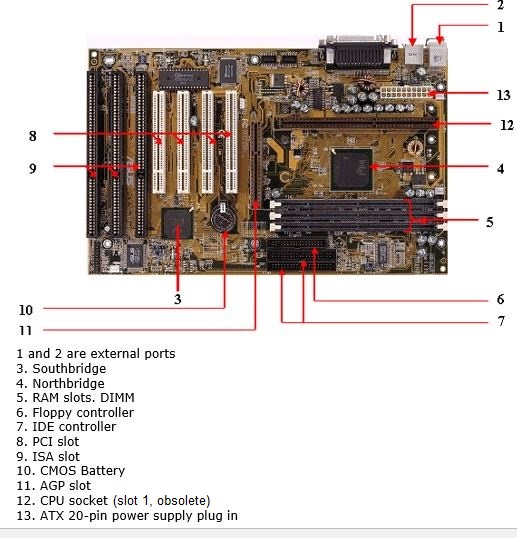 2
1
13
12
8
9
4
5
3
10
6
7
11
1 and 2 are external ports
3. Southbridge
4. Northbridge
5. RAM slots. DIMM
6. Floppy controller
7. IDE controller
8. PCI slot
9. ISA slot
10. CMOS Battery
11. AGP slot
12. CPU socket (slot 1, obsolete)
13. ATX 20-pin power supply plug in